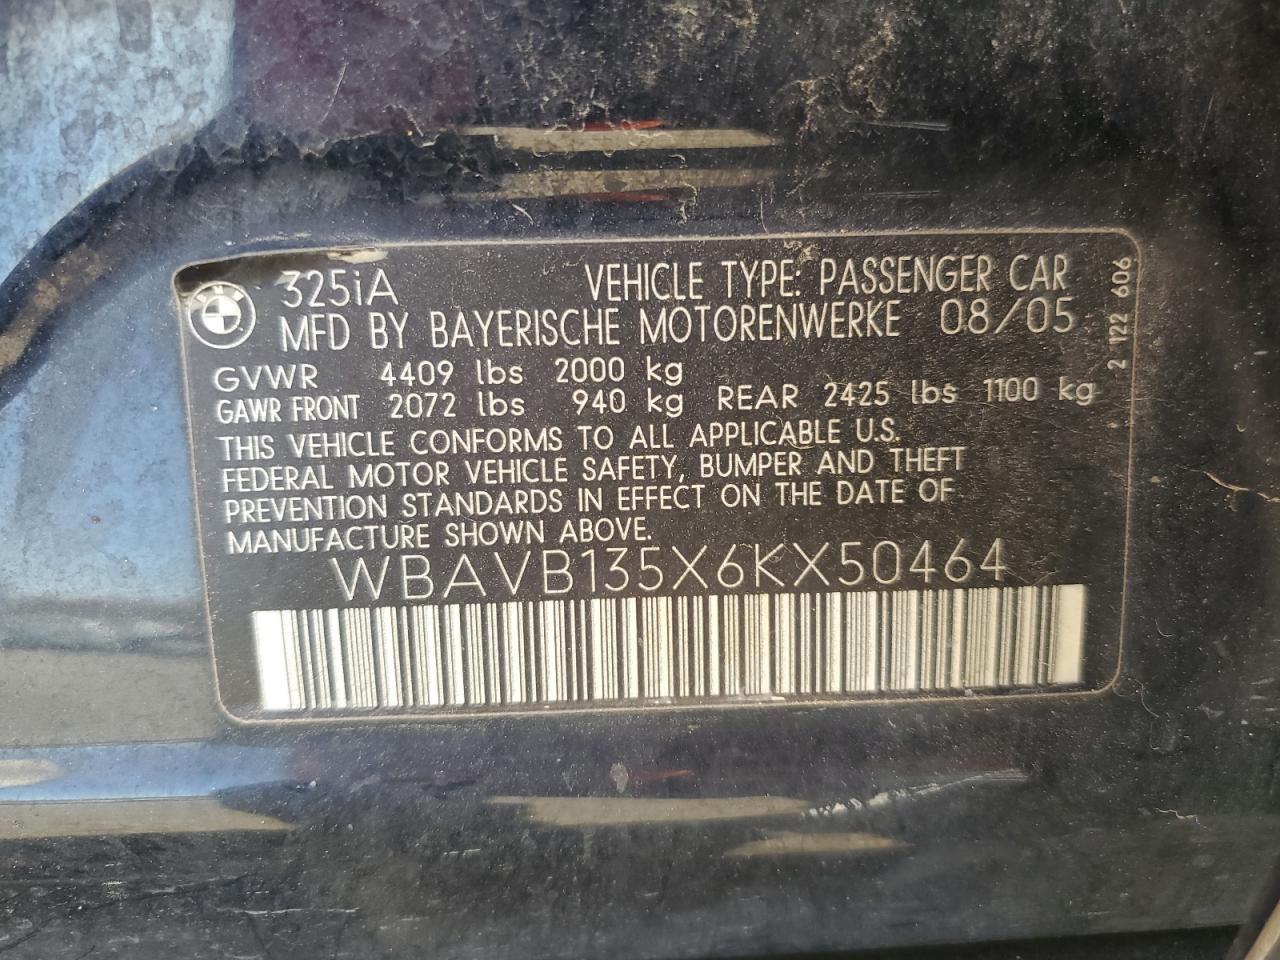 325iA VEHICLE TYPE: PASSENGER CAR
MFD BY BAYERISCHE MOTORENWERKE 08/05
GVWR 4409 lbs 2000 kg
GAWR FRONT 2072 lbs 940 kg REAR 2425 lbs 1100 kg
THIS VEHICLE CONFORMS TO ALL APPLICABLE U.S.
FEDERAL MOTOR VEHICLE SAFETY, BUMPER AND THEFT
PREVENTION STANDARDS IN EFFECT ON THE DATE OF
MANUFACTURE SHOWN ABOVE.
WBAVB135X6KX50464
2 122 606